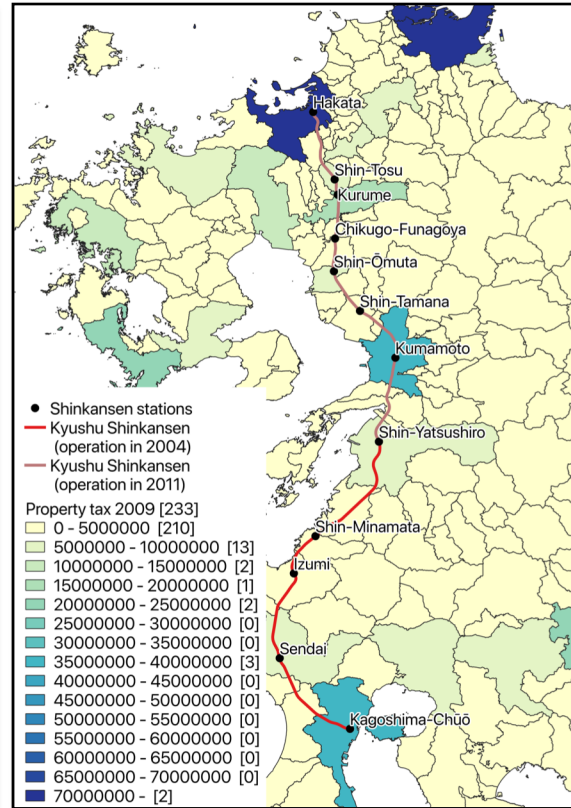 Hakata
Shin-Tosu
Kurume
Chikugo-Funagoya
Shin-Ōmuta
Shin-Tamana
Kumamoto
Shin-Yatsushiro
Shin-Minamata
Izumi
Sendai
Kagoshima-Chūō
Shinkansen stations
Kyushu Shinkansen
(operation in 2004)
Kyushu Shinkansen
(operation in 2011)
Property tax 2009 [233]
0 - 5000000 [210]
5000000 - 10000000 [13]
10000000 - 15000000 [2]
15000000 - 20000000 [1]
20000000 - 25000000 [2]
25000000 - 30000000 [0]
30000000 - 35000000 [0]
35000000 - 40000000 [3]
40000000 - 45000000 [0]
45000000 - 50000000 [0]
50000000 - 55000000 [0]
55000000 - 60000000 [0]
60000000 - 65000000 [0]
65000000 - 70000000 [0]
70000000 - [2]